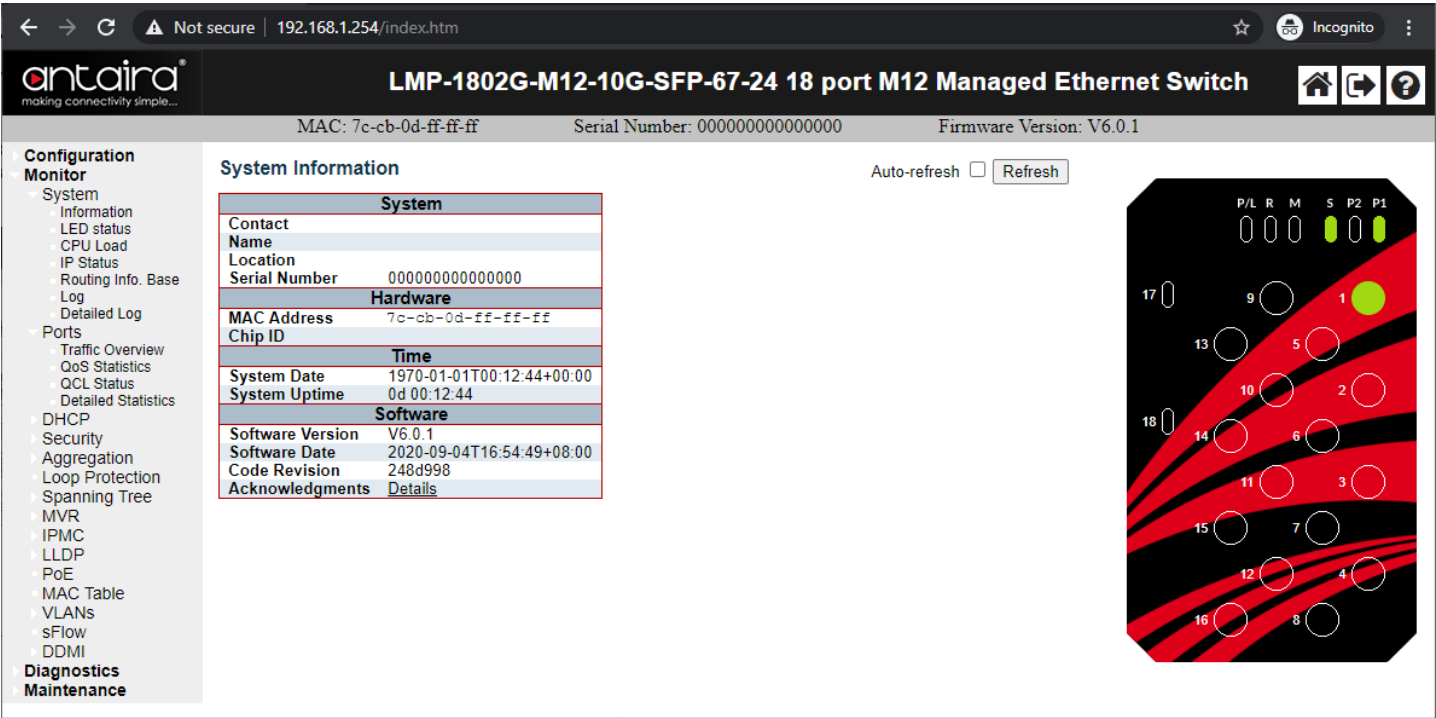 Not secure | 192.168.1.254/index.htm
Incognito
antaira®
making connectivity simple...
LMP-1802G-M12-10G-SFP-67-24 18 port M12 Managed Ethernet Switch
MAC: 7c-cb-0d-ff-ff-ff Serial Number: 000000000000000 Firmware Version: V6.0.1
Configuration
Monitor
System
Information
LED status
CPU Load
IP Status
Routing Info. Base
Log
Detailed Log
Ports
Traffic Overview
QoS Statistics
QCL Status
Detailed Statistics
DHCP
Security
Aggregation
Loop Protection
Spanning Tree
MVR
IPMC
LLDP
PoE
MAC Table
VLANs
sFlow
DDMI
Diagnostics
Maintenance
System Information
Auto-refresh Refresh
System
Contact
Name
Location
Serial Number 000000000000000
Hardware
MAC Address 7c-cb-0d-ff-ff-ff
Chip ID
Time
System Date 1970-01-01T00:12:44+00:00
System Uptime 0d 00:12:44
Software
Software Version V6.0.1
Software Date 2020-09-04T16:54:49+08:00
Code Revision 248d998
Acknowledgments Details
P/L R M S P2 P1
17 9 1
13 5
10 2
18 14 6
11 3
15 7
12 4
16 8